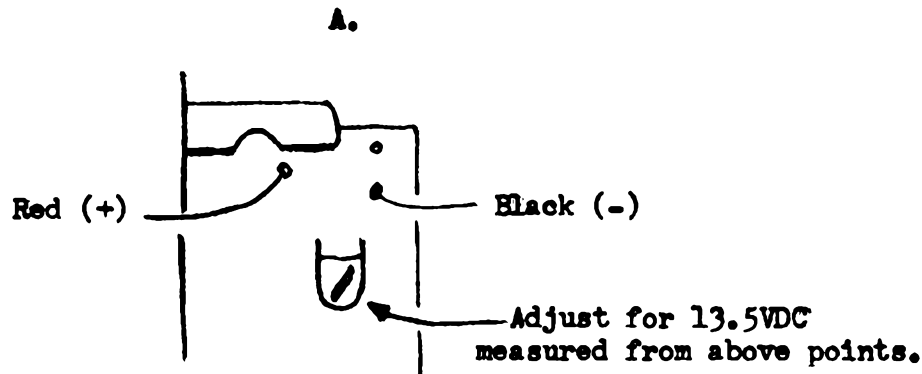 A.
Red (+)
Black (-)
Adjust for 13.5VDC
measured from above points.